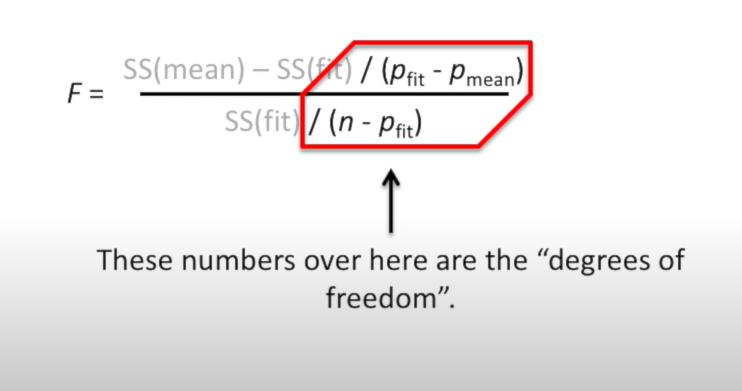 F = SS(mean) – SS(fit) / (pfit - pmean)
SS(fit) / (n - pfit)
These numbers over here are the “degrees of
freedom”.